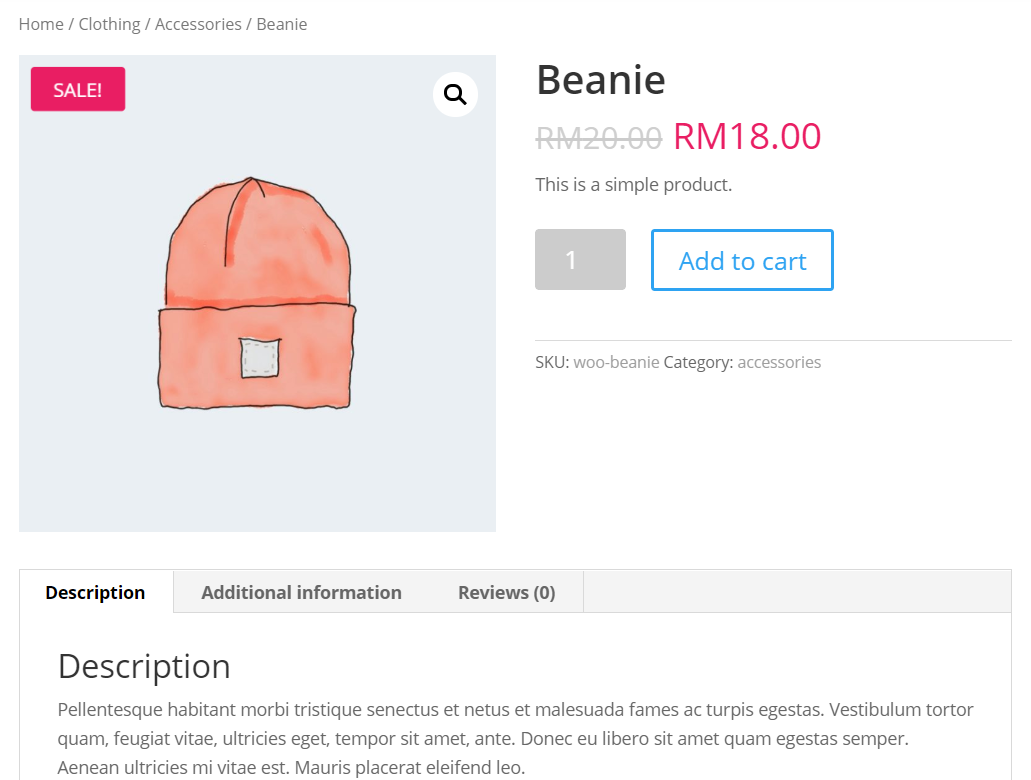 Home / Clothing / Accessories / Beanie
SALE!
Beanie
RM20.00 RM18.00
This is a simple product.
1
Add to cart
SKU: woo-beanie Category: accessories
Description
Additional information
Reviews (0)
Description
Pellentesque habitant morbi tristique senectus et netus et malesuada fames ac turpis egestas. Vestibulum tortor
quam, feugiat vitae, ultricies eget, tempor sit amet, ante. Donec eu libero sit amet quam egestas semper.
Aenean ultricies mi vitae est. Mauris placerat eleifend leo.